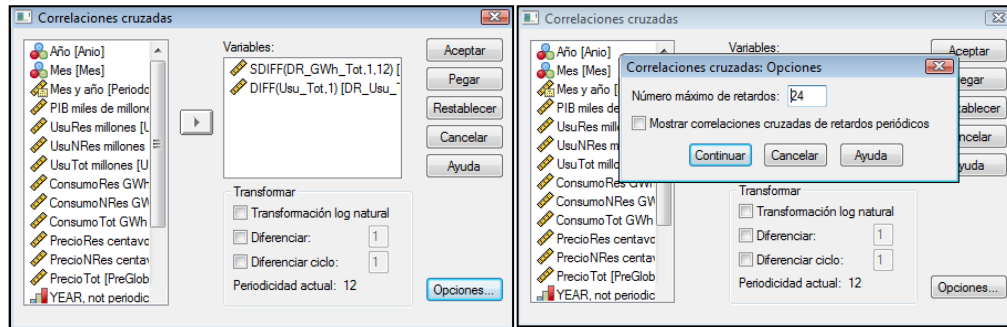 Correlaciones cruzadas
Año [Anio]
Mes [Mes]
Mes y año [Periodo
PIB miles de millone
UsuRes millones [U
UsuNRes millones
UsuTot millones [U
ConsumoRes GWh
ConsumoNRes GW
ConsumoTot GWh
PrecioRes centavo
PrecioNRes centav
PrecioTot [PreGlob
YEAR, not periodic
Variables:
SDIFF(DR_GWh_Tot,1,12) [
DIFF(Usu_Tot,1) [DR_Usu_T
Transformar
Transformación log natural
Diferenciar: 1
Diferenciar ciclo: 1
Periodicidad actual: 12
Aceptar
Pegar
Restablecer
Cancelar
Ayuda
Opciones...
Correlaciones cruzadas
Año [Anio]
Mes [Mes]
Mes y año [Periodo
PIB miles de millone
UsuRes mill
UsuNRes mil
UsuTot millo
ConsumoRes GWh
ConsumoNRes GW
ConsumoTot GWh
PrecioRes centavo
PrecioNRes centav
PrecioTot [PreGlob
YEAR, not periodic
Variables:
Aceptar
egar
ablecer
ncelar
yuda
Correlaciones cruzadas: Opciones
Número máximo de retardos: 24
Mostrar correlaciones cruzadas de retardos periódicos
Continuar
Cancelar
Ayuda
Transformar
Transformación log natural
Diferenciar: 1
Diferenciar ciclo: 1
Periodicidad actual: 12
Opciones...